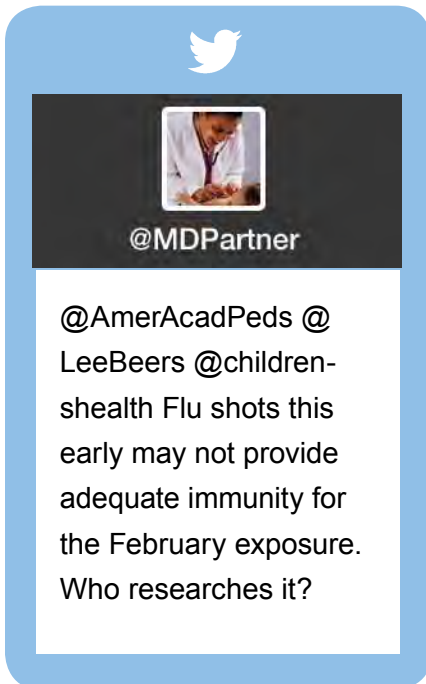 @MDPartner
@AmerAcadPeds @
LeeBeers @children-
shealth Flu shots this
early may not provide
adequate immunity for
the February exposure.
Who researches it?